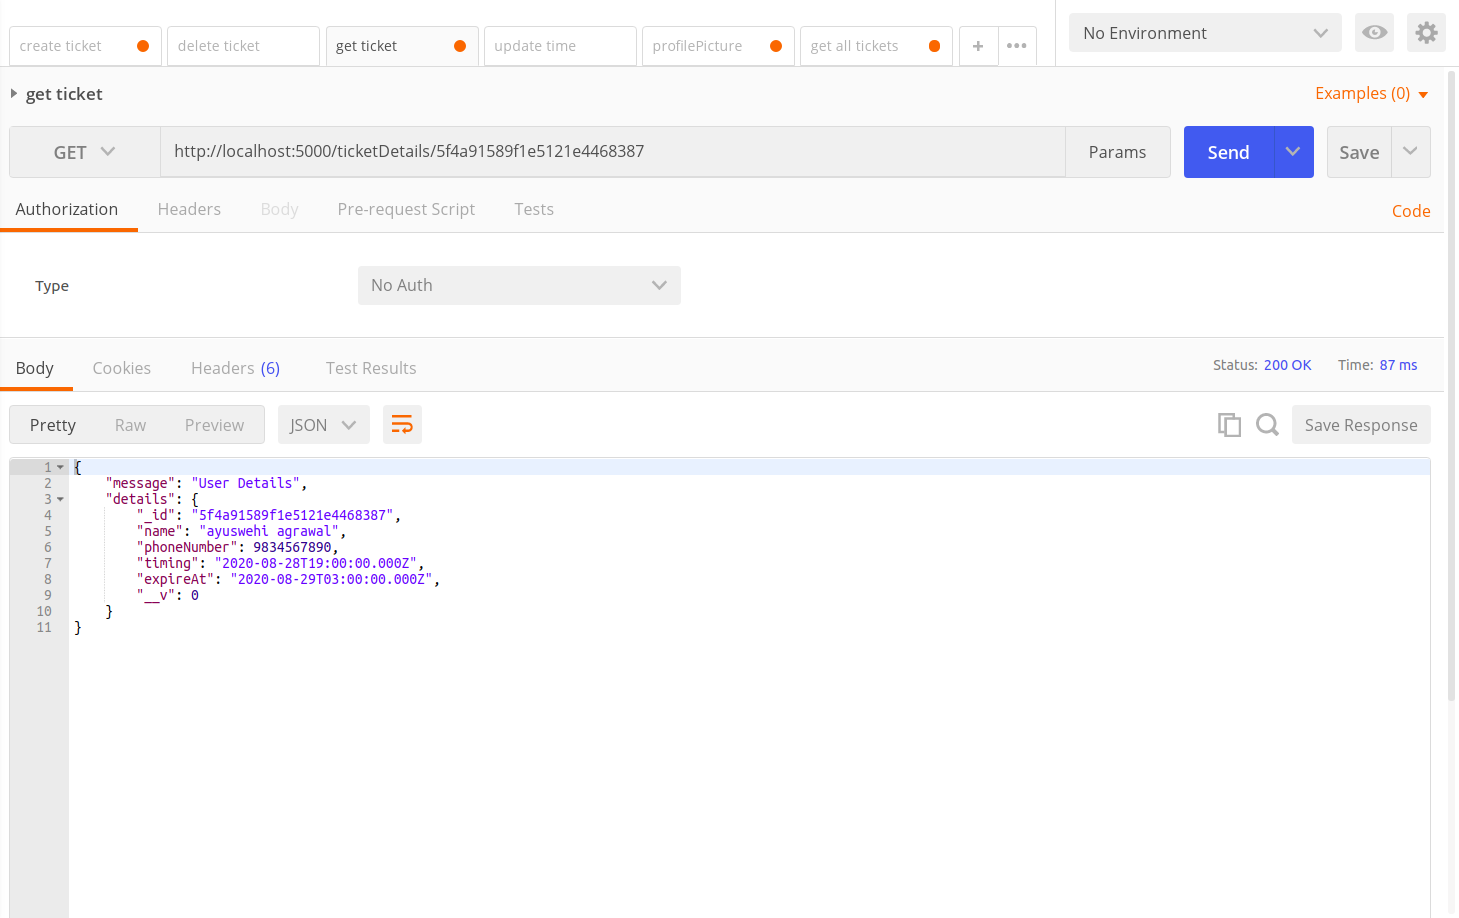 create ticket delete ticket get ticket update time profilePicture get all tickets + ••• No Environment
get ticket Examples (0)
GET http://localhost:5000/ticketDetails/5f4a91589f1e5121e4468387 Params Send Save
Authorization Headers Body Pre-request Script Tests Code
Type No Auth
Body Cookies Headers (6) Test Results Status: 200 OK Time: 87 ms
Pretty Raw Preview JSON Save Response
1 {
2 "message": "User Details",
3 "details": {
4 "_id": "5f4a91589f1e5121e4468387",
5 "name": "ayuswehi agrawal",
6 "phoneNumber": 9834567890,
7 "timing": "2020-08-28T19:00:00.000Z",
8 "expireAt": "2020-08-29T03:00:00.000Z",
9 "__v": 0
10 }
11 }